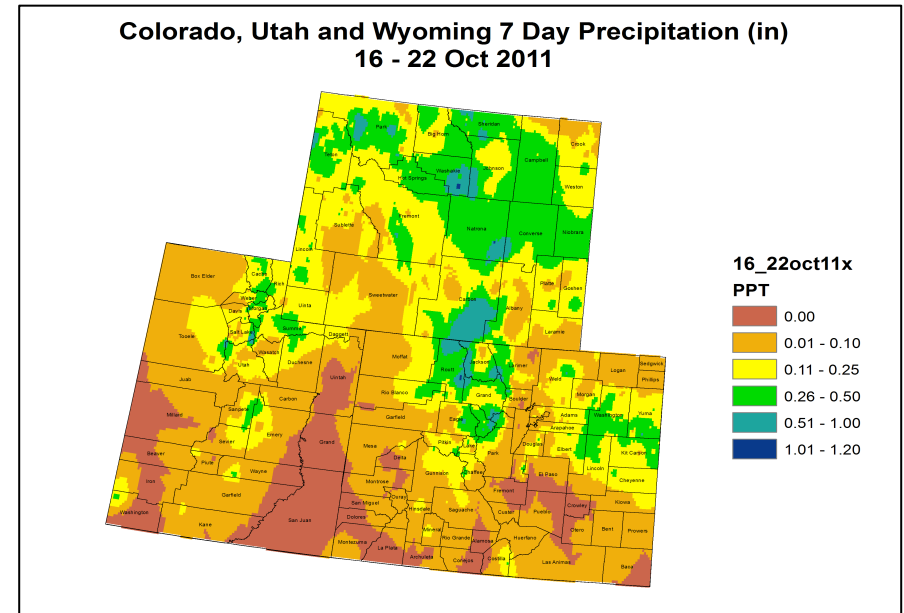 Colorado, Utah and Wyoming 7 Day Precipitation (in)
16 - 22 Oct 2011
Park
Big Horn
Sheridan
Crook
Teton
Campbell
Washakie
Johnson
Hot Springs
Weston
Fremont
Sublette
Natrona
Converse
Niobrara
Lincoln
Platte
Goshen
Sweetwater
Carbon
Albany
Laramie
Uinta
Box Elder
Cache
Rich
Weber
Morgan
Davis
Salt Lake
Summit
Daggett
Tooele
Wasatch
Utah
Duchesne
Uintah
Juab
Carbon
Sanpete
Millard
Emery
Grand
Sevier
Beaver
Piute
Wayne
Iron
Garfield
Washington
Kane
San Juan
Moffat
Routt
Jackson
Larimer
Weld
Logan
Sedgwick
Phillips
Rio Blanco
Grand
Boulder
Morgan
Garfield
Eagle
Adams
Washington
Yuma
Arapahoe
Mesa
Pitkin
Lake
Park
Douglas
Elbert
Kit Carson
Delta
Gunnison
Chaffee
Lincoln
Cheyenne
Montrose
El Paso
Fremont
Ouray
San Miguel
Hinsdale
Saguache
Custer
Pueblo
Crowley
Kiowa
Dolores
Mineral
Otero
Bent
Prowers
Montezuma
La Plata
Rio Grande
Alamosa
Huerfano
Archuleta
Conejos
Costilla
Las Animas
Baca
16_22oct11x
PPT
0.00
0.01 - 0.10
0.11 - 0.25
0.26 - 0.50
0.51 - 1.00
1.01 - 1.20